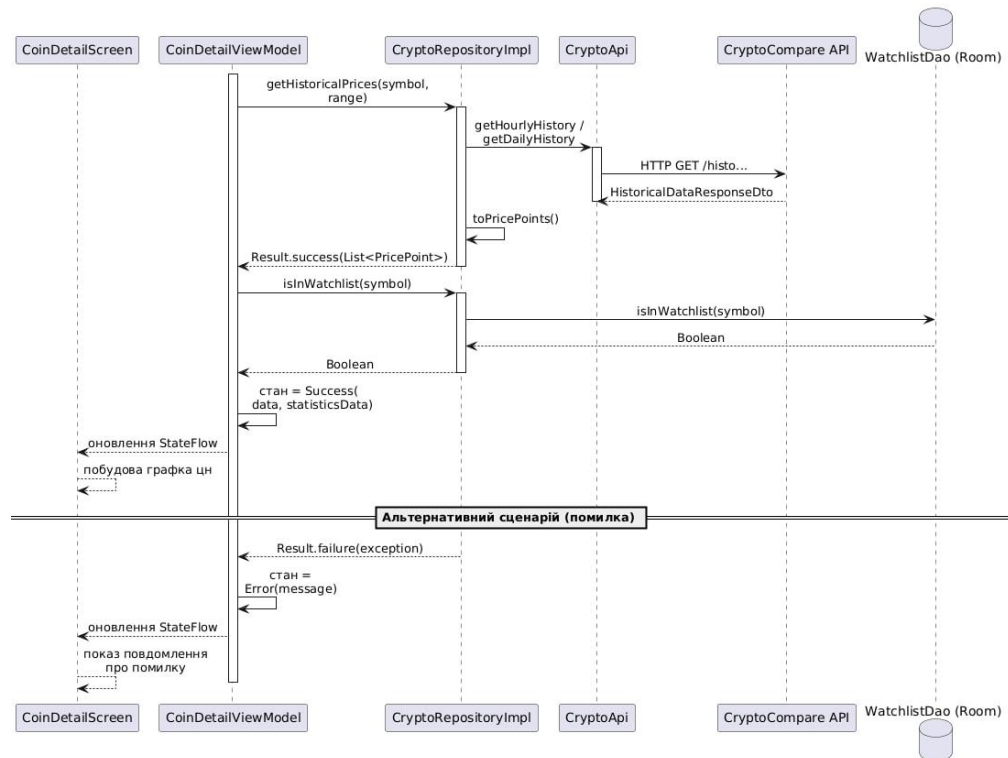 CoinDetailScreen
CoinDetailViewModel
CryptoRepositoryImpl
CryptoApi
CryptoCompare API
WatchlistDao (Room)
getHistoricalPrices(symbol,
range)
getHourlyHistory /
getDailyHistory
HTTP GET /histo...
HistoricalDataResponseDto
toPricePoints()
Result.success(List<PricePoint>)
isInWatchlist(symbol)
isInWatchlist(symbol)
Boolean
Boolean
стан = Success(
data, statisticsData)
оновлення StateFlow
побудова графка цн
Альтернативний сценарій (помилка)
Result.failure(exception)
стан =
Error(message)
оновлення StateFlow
показ повдомлення
про помилку
CoinDetailScreen
CoinDetailViewModel
CryptoRepositoryImpl
CryptoApi
CryptoCompare API
WatchlistDao (Room)